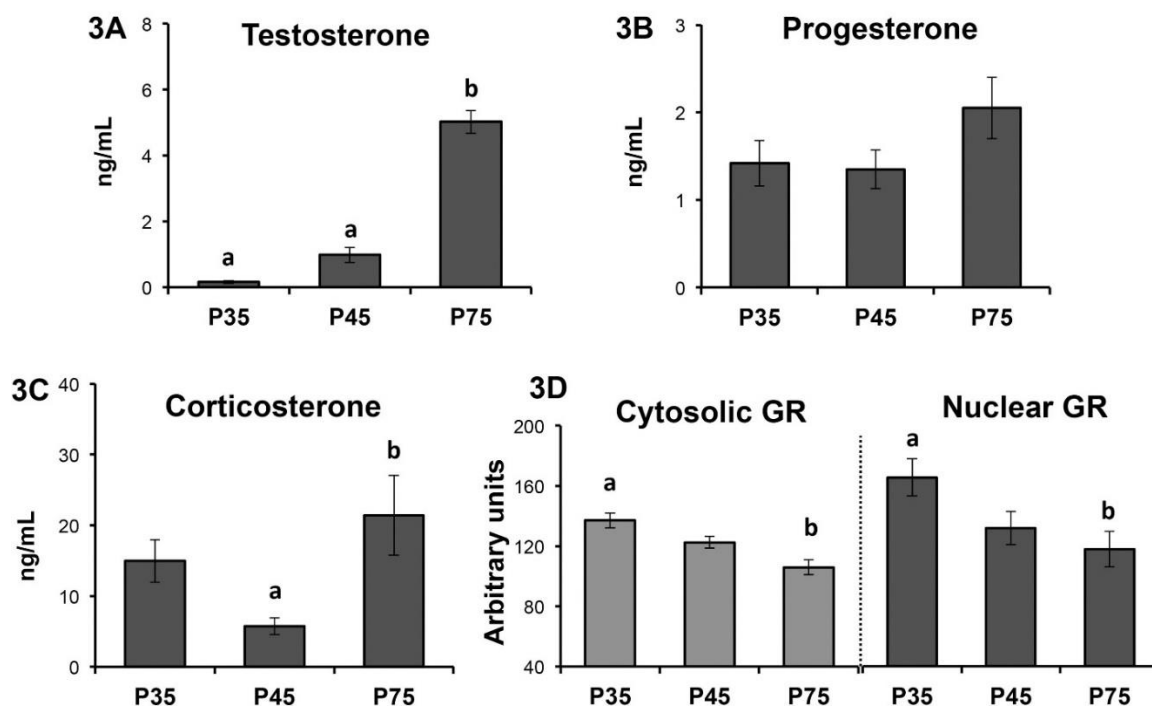 3A Testosterone
8
6
4
2
0
ng/mL
a
a
b
P35 P45 P75
3B Progesterone
3
2
1
0
ng/mL
P35 P45 P75
3C Corticosterone
40
30
20
10
0
ng/mL
a
b
P35 P45 P75
3D Cytosolic GR Nuclear GR
200
160
120
80
40
Arbitrary units
a
b
a
b
P35 P45 P75 P35 P45 P75